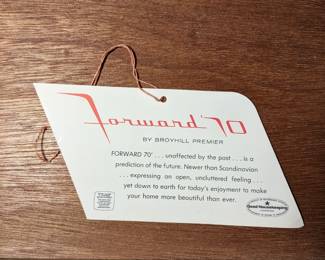 Forward '70
BY BROYHILL PREMIER
FORWARD 70' . . . unaffected by the past . . . is a
prediction of the future. Newer than Scandinavian
. . . expressing an open, uncluttered feeling . . .
yet down to earth for today's enjoyment to make
your home more beautiful than ever.
Good Housekeeping